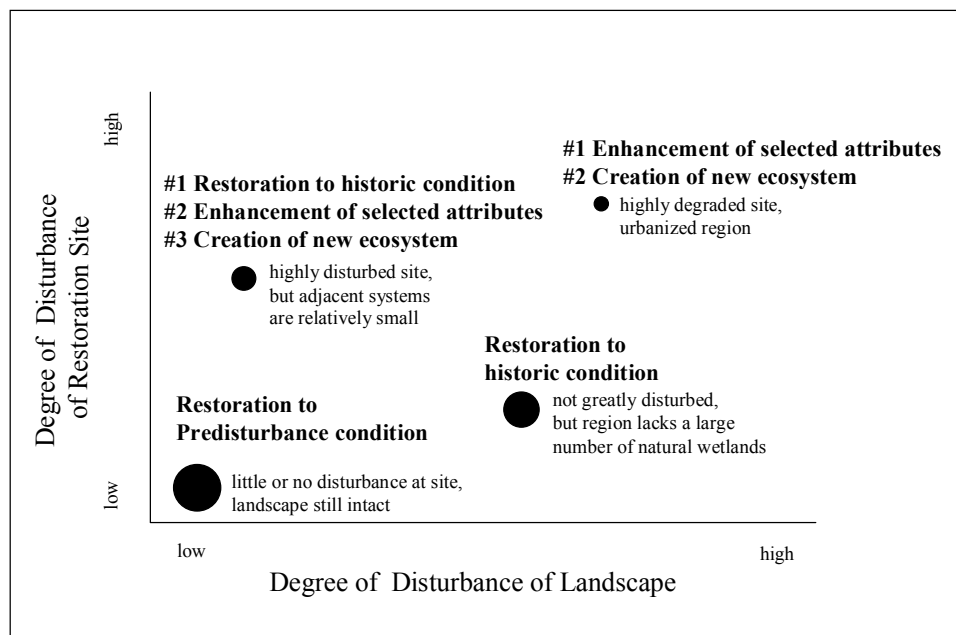 high
low
Degree of Disturbance
of Restoration Site
#1 Restoration to historic condition
#2 Enhancement of selected attributes
#3 Creation of new ecosystem
highly disturbed site,
but adjacent systems
are relatively small
#1 Enhancement of selected attributes
#2 Creation of new ecosystem
highly degraded site,
urbanized region
Restoration to
historic condition
not greatly disturbed,
but region lacks a large
number of natural wetlands
Restoration to
Predisturbance condition
little or no disturbance at site,
landscape still intact
low
high
Degree of Disturbance of Landscape